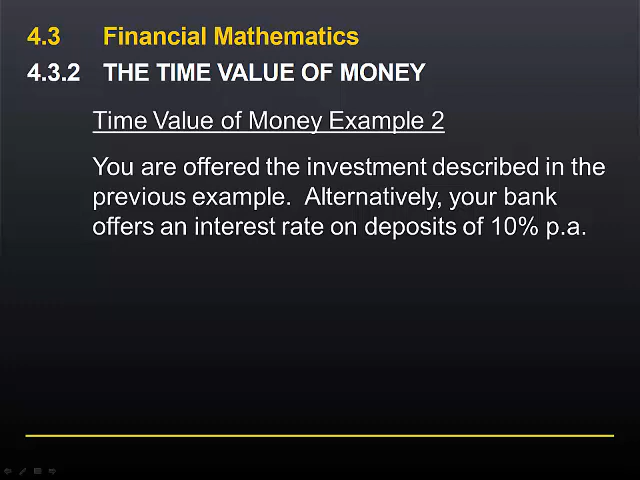 4.3 Financial Mathematics
4.3.2 THE TIME VALUE OF MONEY
Time Value of Money Example 2
You are offered the investment described in the
previous example. Alternatively, your bank
offers an interest rate on deposits of 10% p.a.